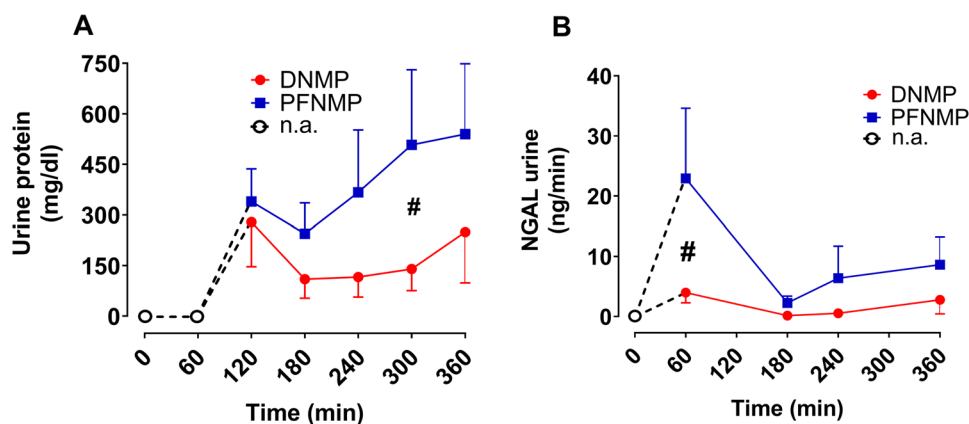 A
Urine protein
(mg/dl)
750
600
450
300
150
0
DNMP
PFNMP
n.a.
#
0
60
120
180
240
300
360
Time (min)
B
NGAL urine
(ng/min)
40
30
20
10
0
DNMP
PFNMP
n.a.
#
0
60
120
180
240
300
360
Time (min)